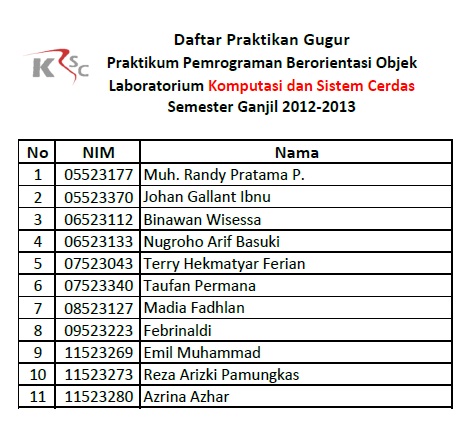 KSC
Daftar Praktikan Gugur
Praktikum Pemrograman Berorientasi Objek
Laboratorium Komputasi dan Sistem Cerdas
Semester Ganjil 2012-2013
No NIM Nama
1 05523177 Muh. Randy Pratama P.
2 05523370 Johan Gallant Ibnu
3 06523112 Binawan Wisessa
4 06523133 Nugroho Arif Basuki
5 07523043 Terry Hekmatyar Ferian
6 07523340 Taufan Permana
7 08523127 Madia Fadhlan
8 09523223 Febrinaldi
9 11523269 Emil Muhammad
10 11523273 Reza Arizki Pamungkas
11 11523280 Azrina Azhar